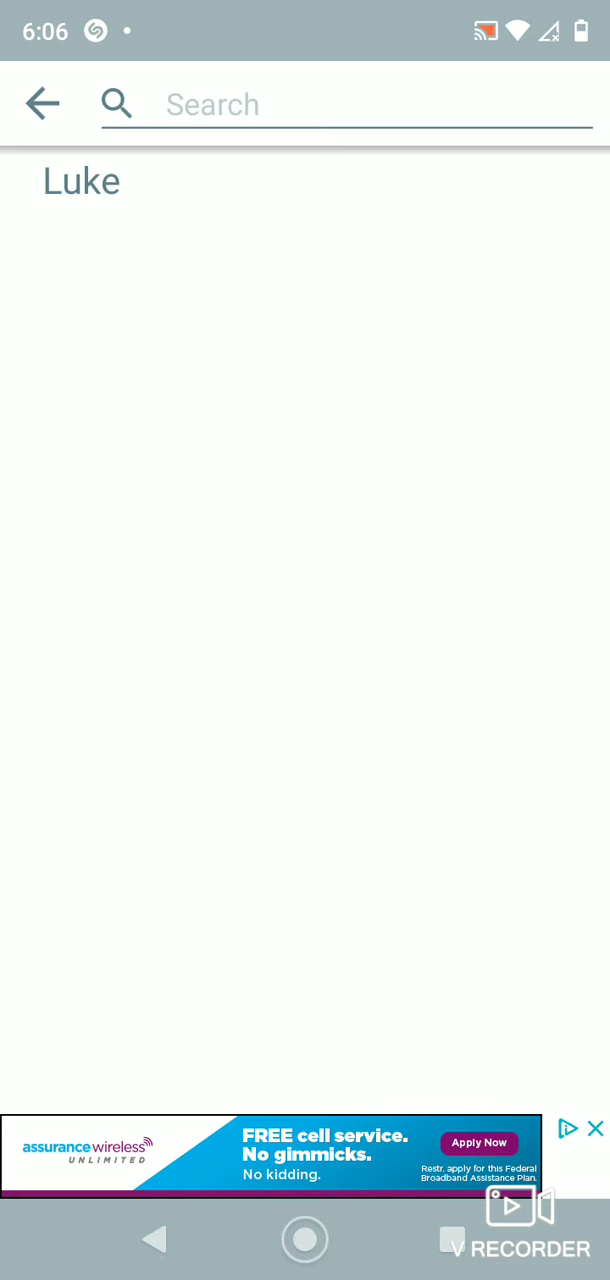 6:06
Search
Luke
assurance wireless
UNLIMITED
FREE cell service.
No gimmicks.
No kidding.
Apply Now
Restr. apply for this Federal
Broadband Assistance Plan.
V RECORDER